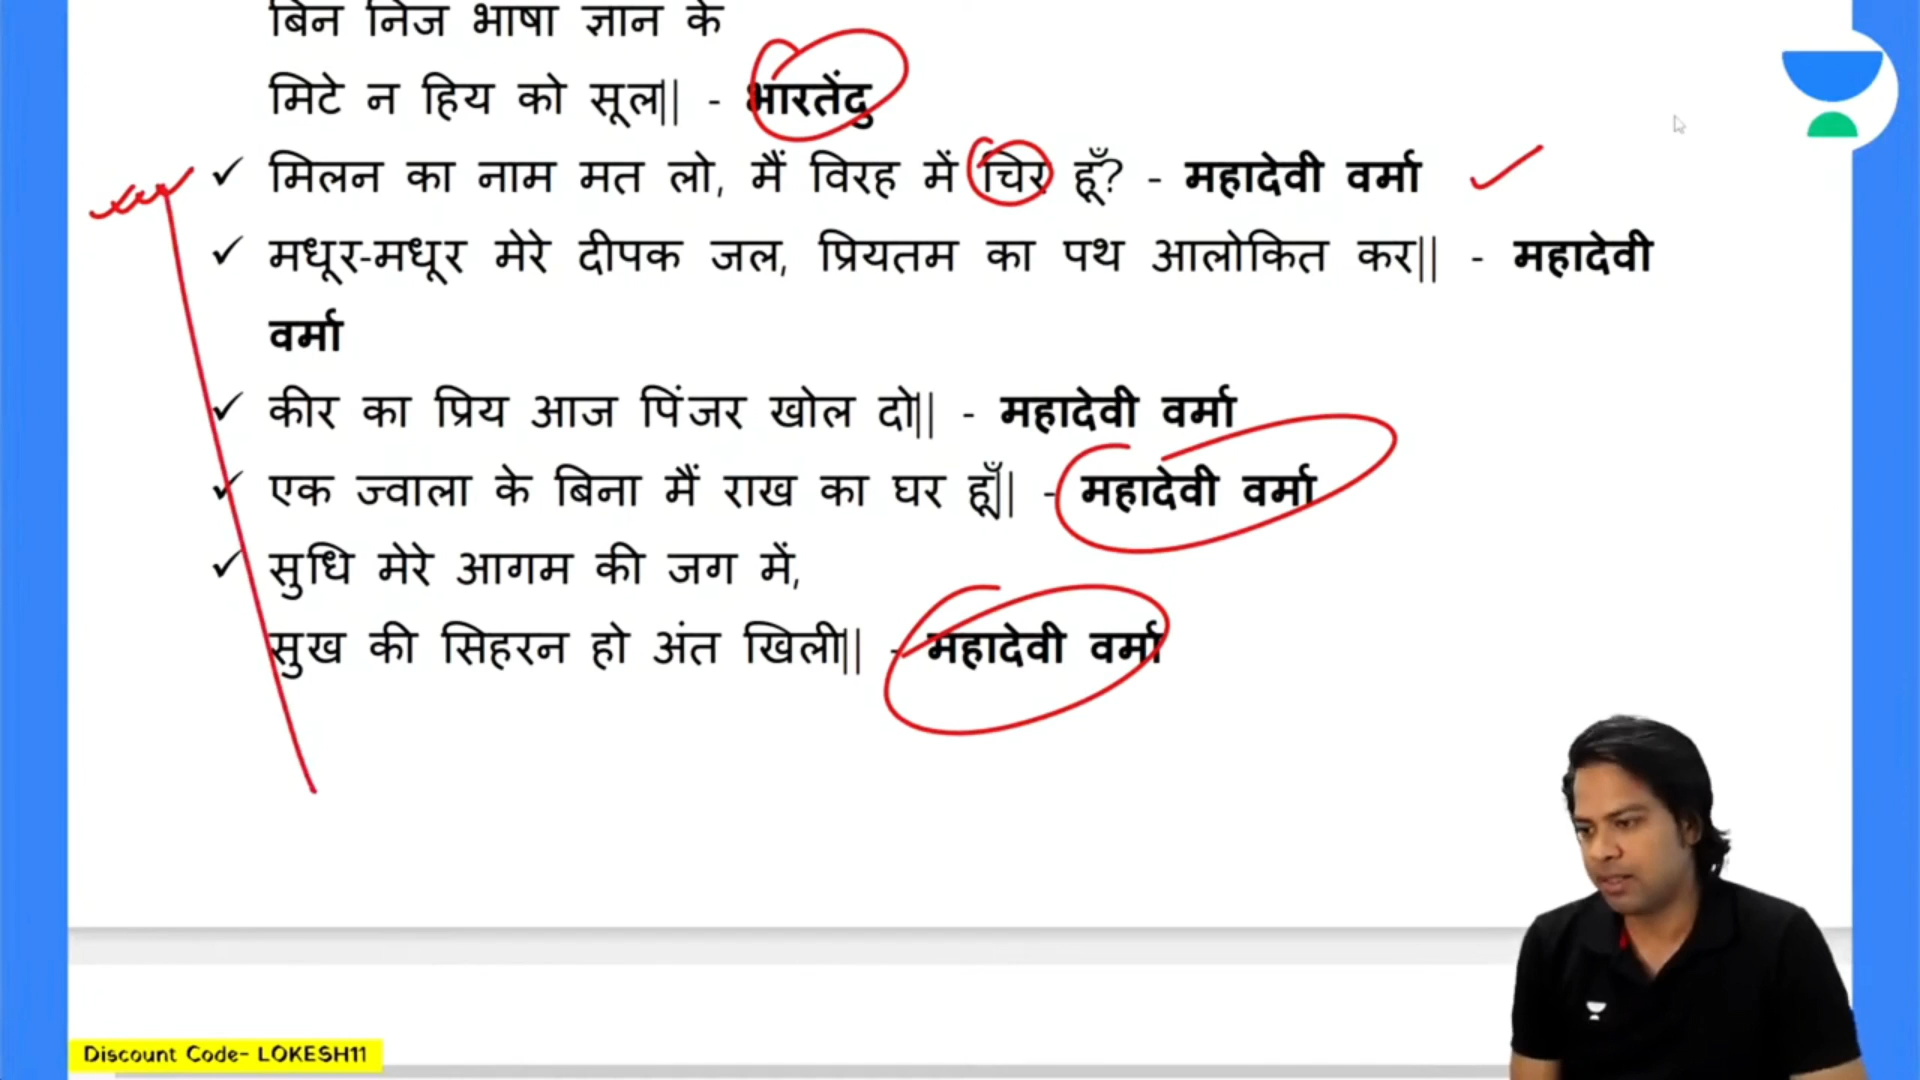 बिन निज भाषा ज्ञान के
मिटे न हिय को सूल|| - भारतेंदु
✓ मिलन का नाम मत लो, मैं विरह में चिर हूँ? - महादेवी वर्मा
✓ मधूर-मधूर मेरे दीपक जल, प्रियतम का पथ आलोकित कर|| - महादेवी
वर्मा
✓ कीर का प्रिय आज पिंजर खोल दो|| - महादेवी वर्मा
✓ एक ज्वाला के बिना मैं राख का घर हूँ|| - महादेवी वर्मा
✓ सुधि मेरे आगम की जग में,
सुख की सिहरन हो अंत खिली|| - महादेवी वर्मा
Discount Code- LOKESH11